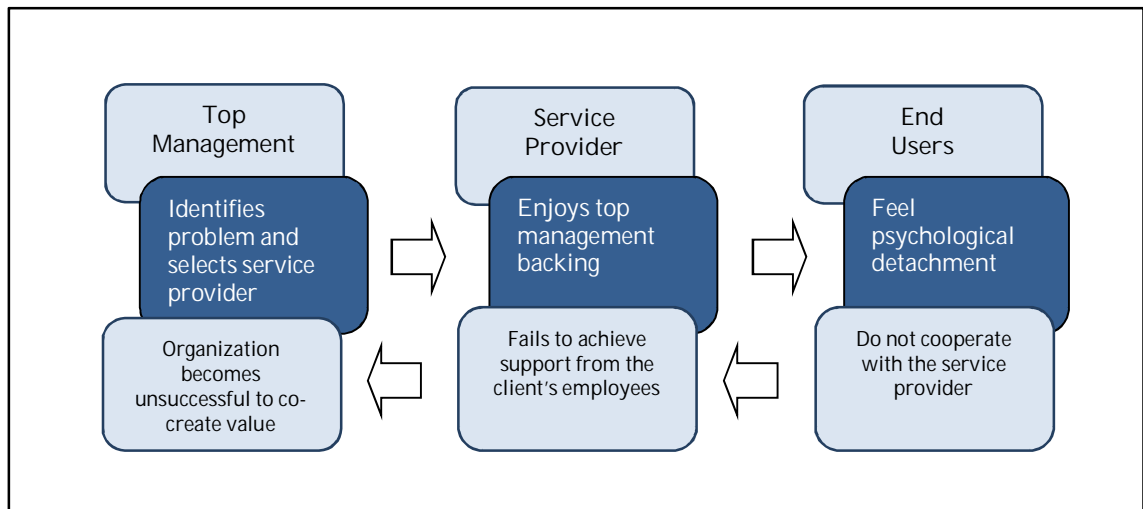 Top
Management
Identifies
problem and
selects service
provider
Organization
becomes
unsuccessful to co-
create value
Service
Provider
Enjoys top
management
backing
Fails to achieve
support from the
client's employees
End
Users
Feel
psychological
detachment
Do not cooperate
with the service
provider